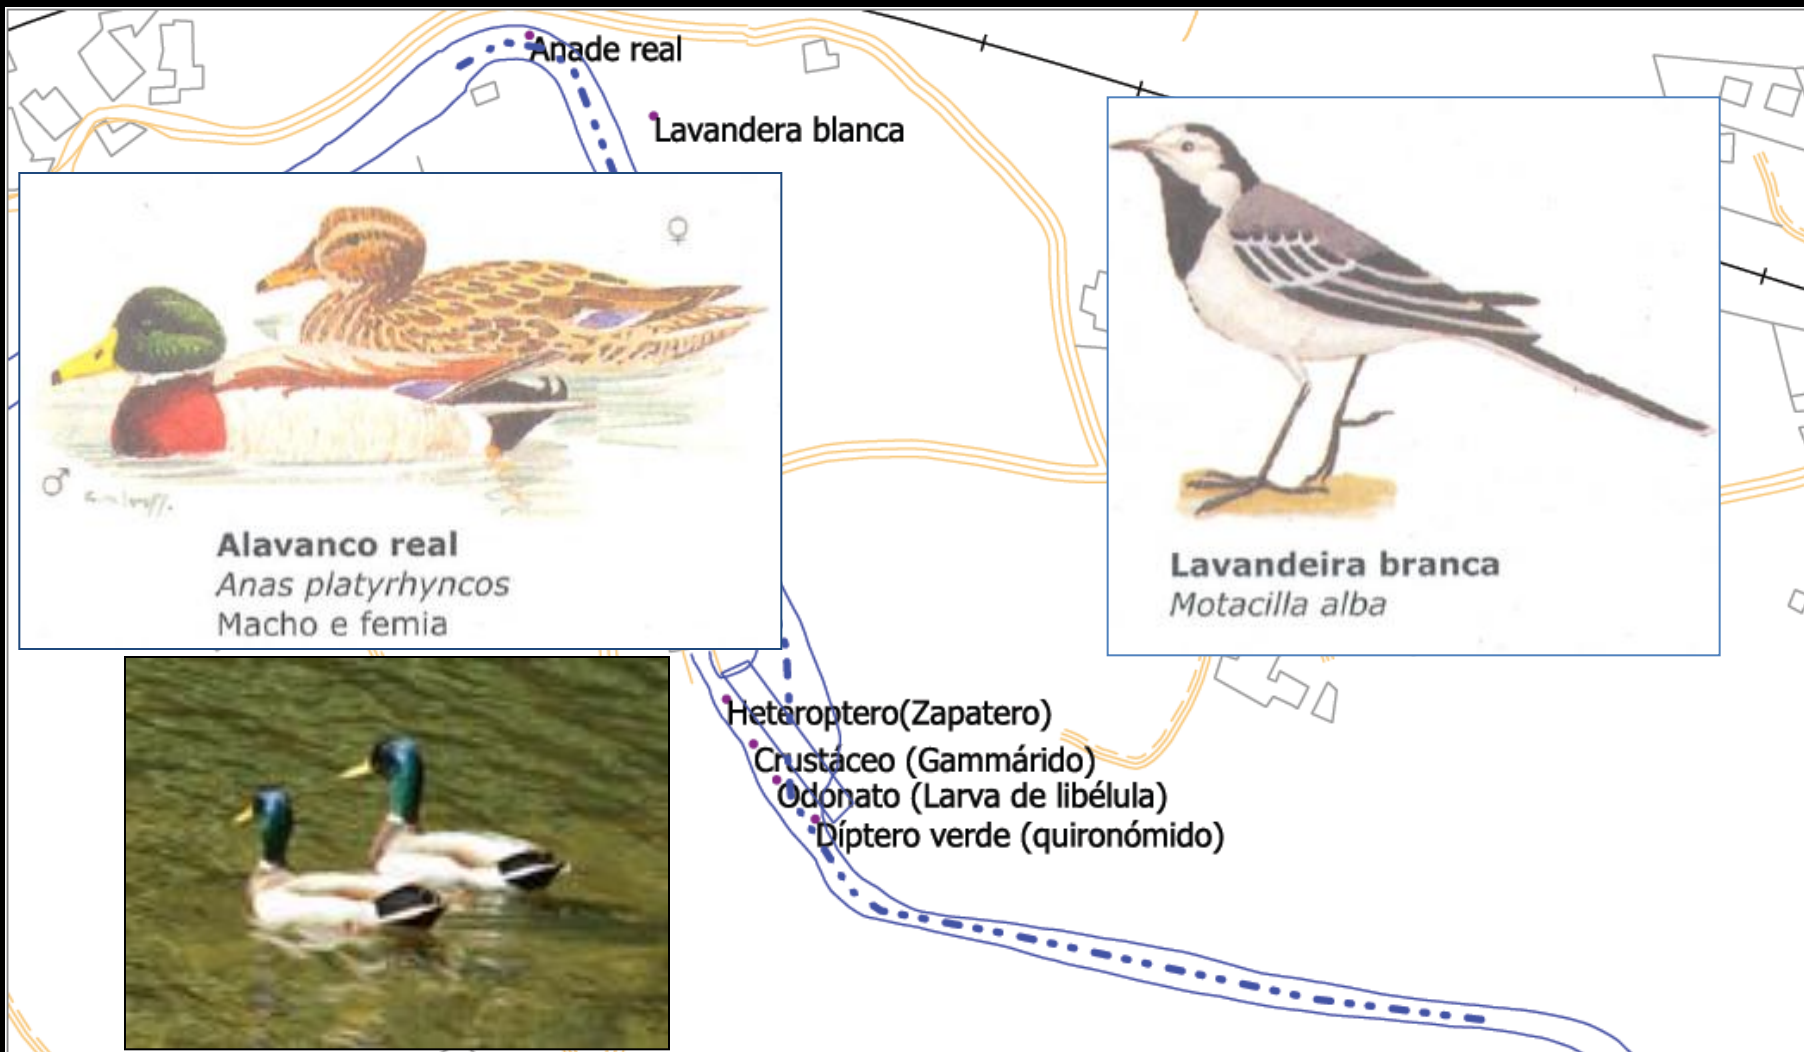 Anade real
Lavandera blanca
Alavanco real
Anas platyrhyncos
Macho e femia
Lavandeira branca
Motacilla alba
Heteroptero(Zapatero)
Crustáceo (Gammárido)
Odonato (Larva de libélula)
Díptero verde (quironómido)